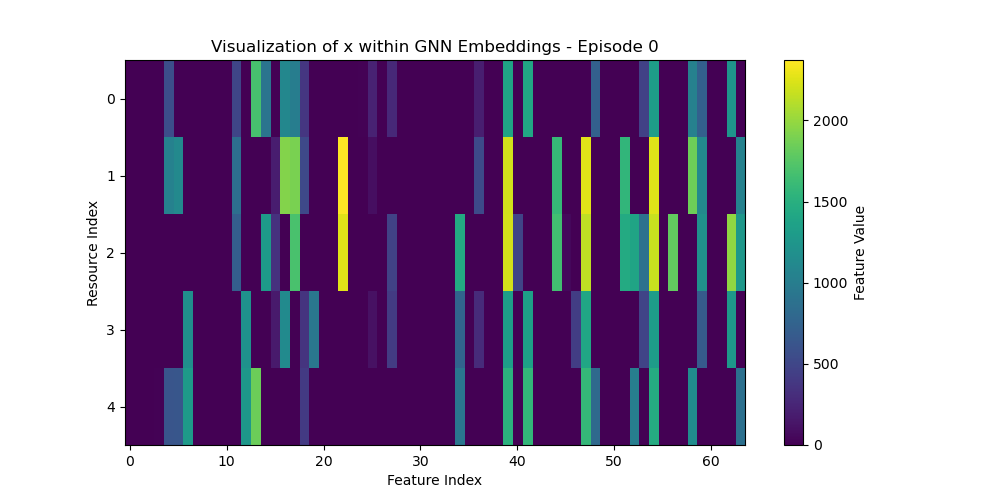 Visualization of x within GNN Embeddings - Episode 0
Resource Index
0
1
2
3
4
0 10 20 30 40 50 60
Feature Index
2000
1500
1000
500
0
Feature Value